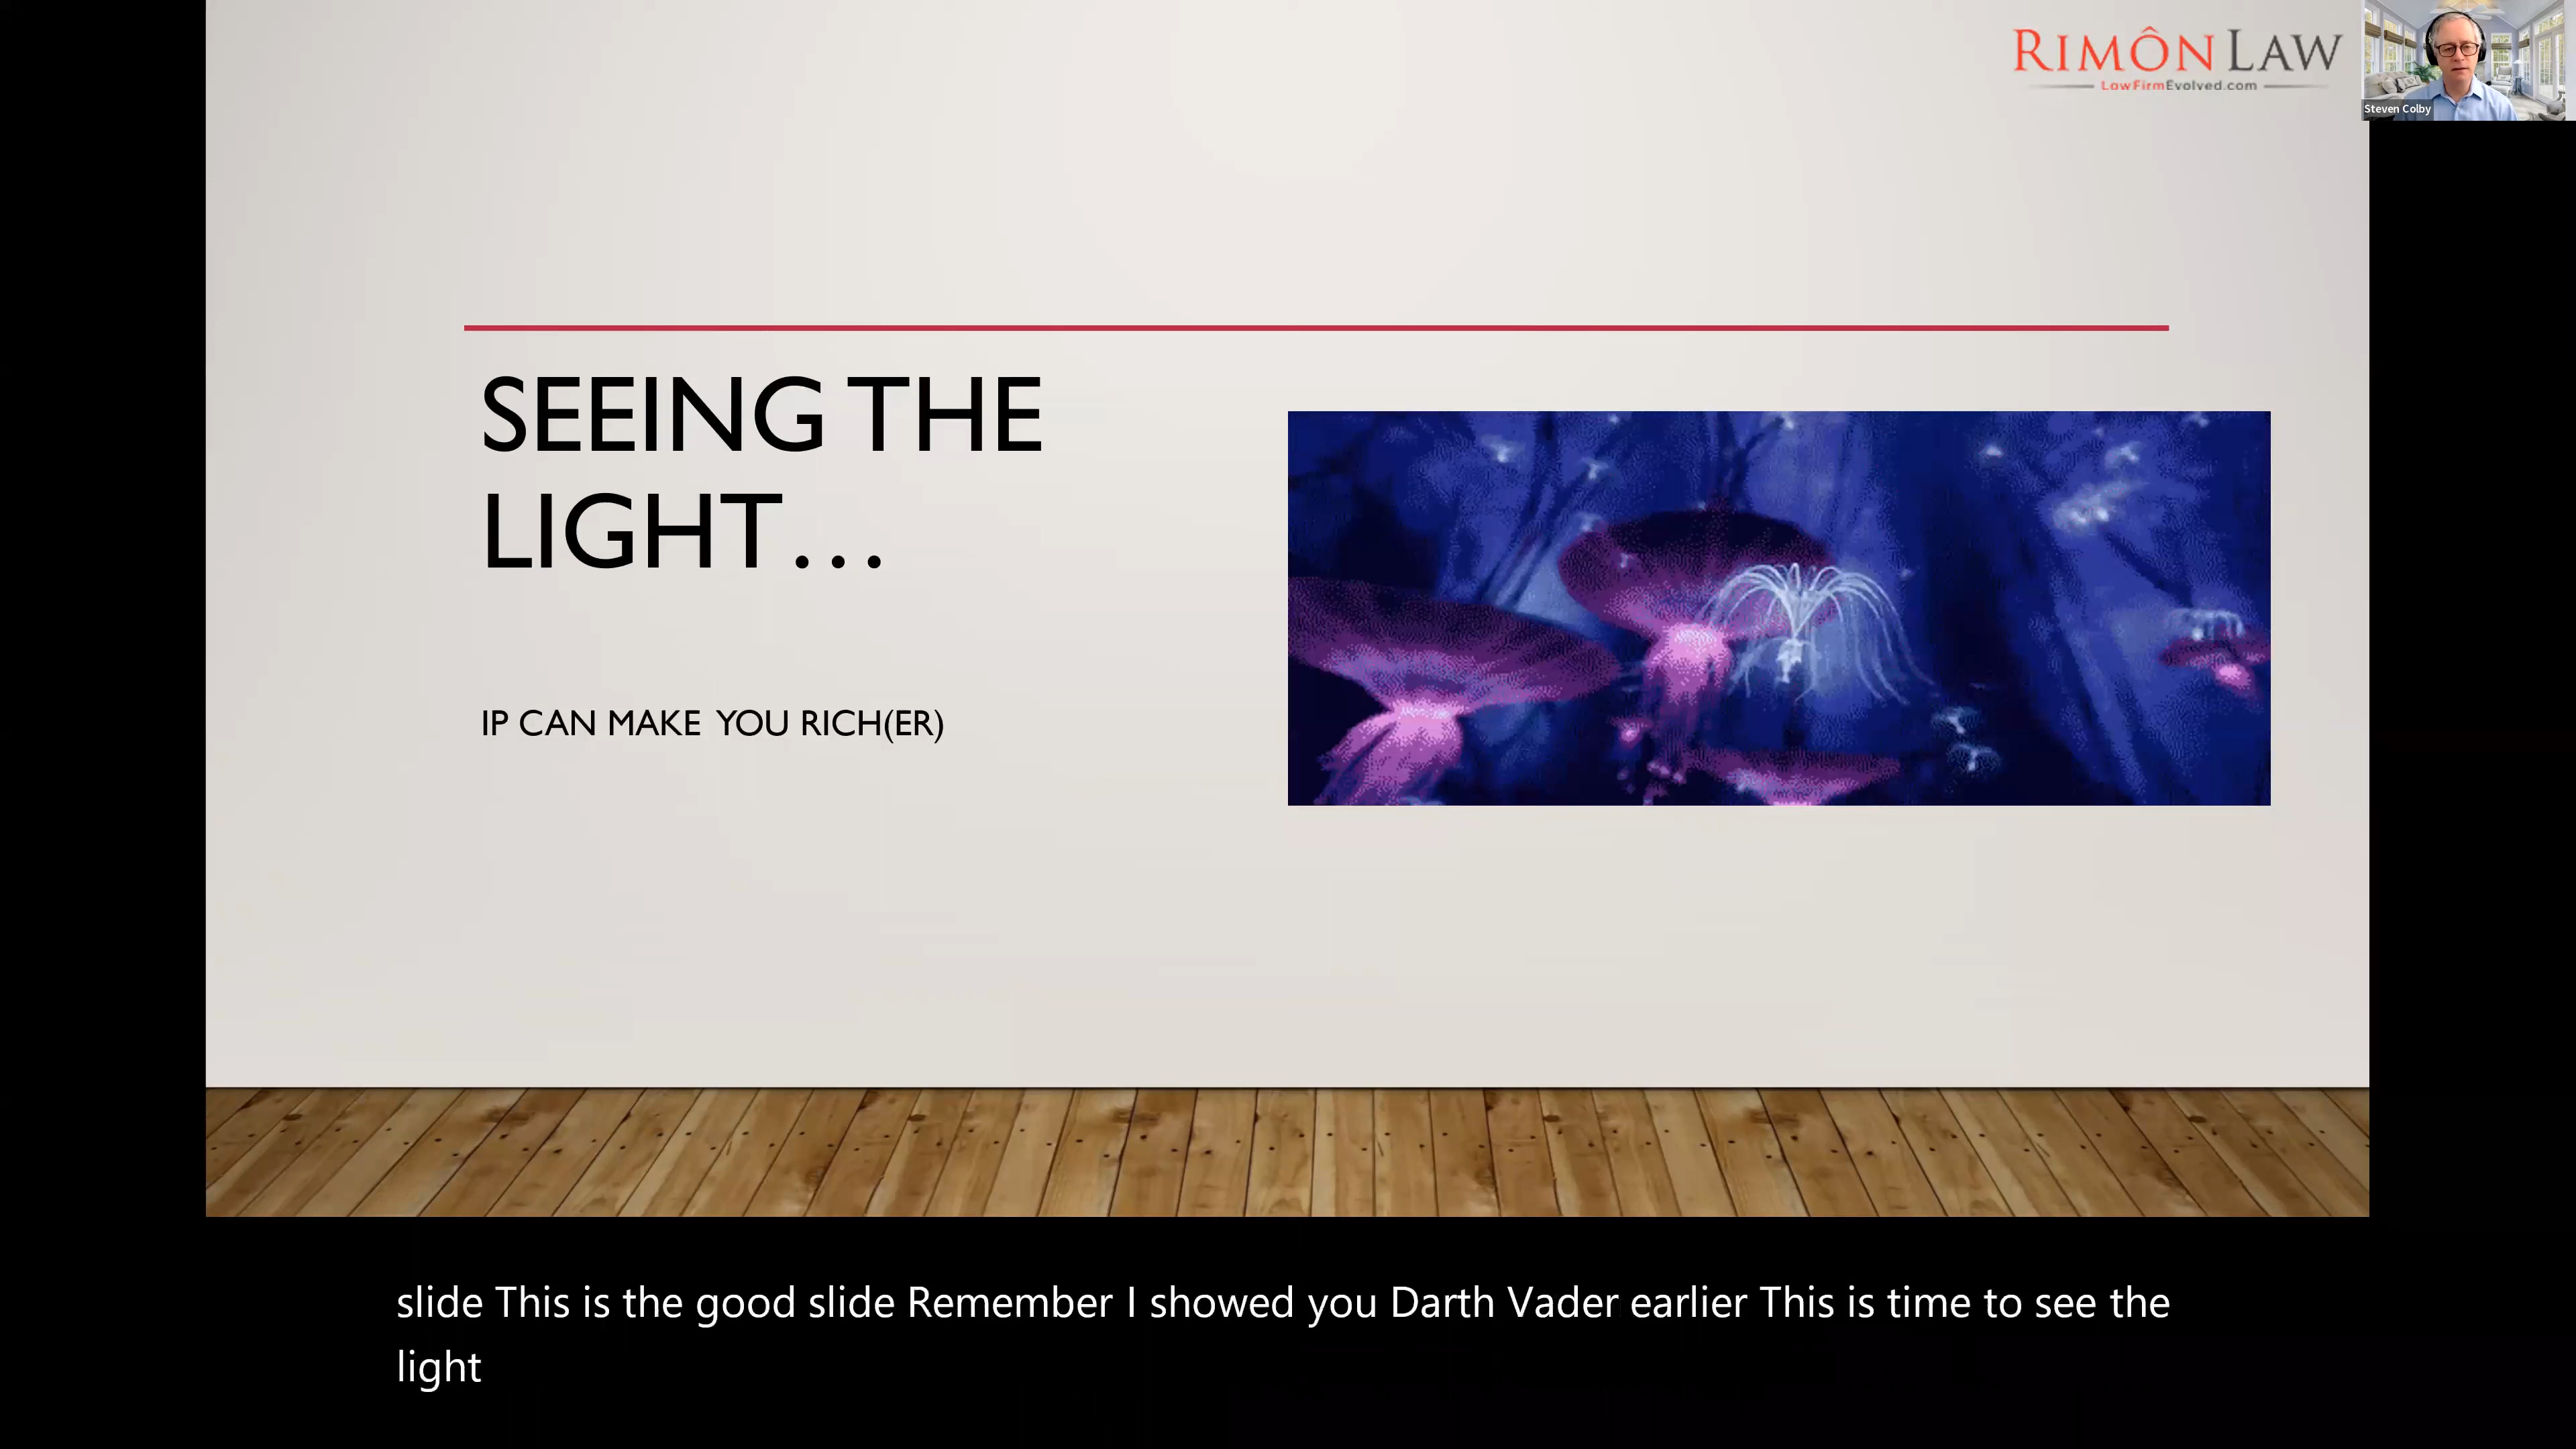 RIMÔN LAW
LawFirmEvolved.com
Steven Colby
SEEING THE
LIGHT...
IP CAN MAKE YOU RICH(ER)
slide This is the good slide Remember I showed you Darth Vader earlier This is time to see the
light